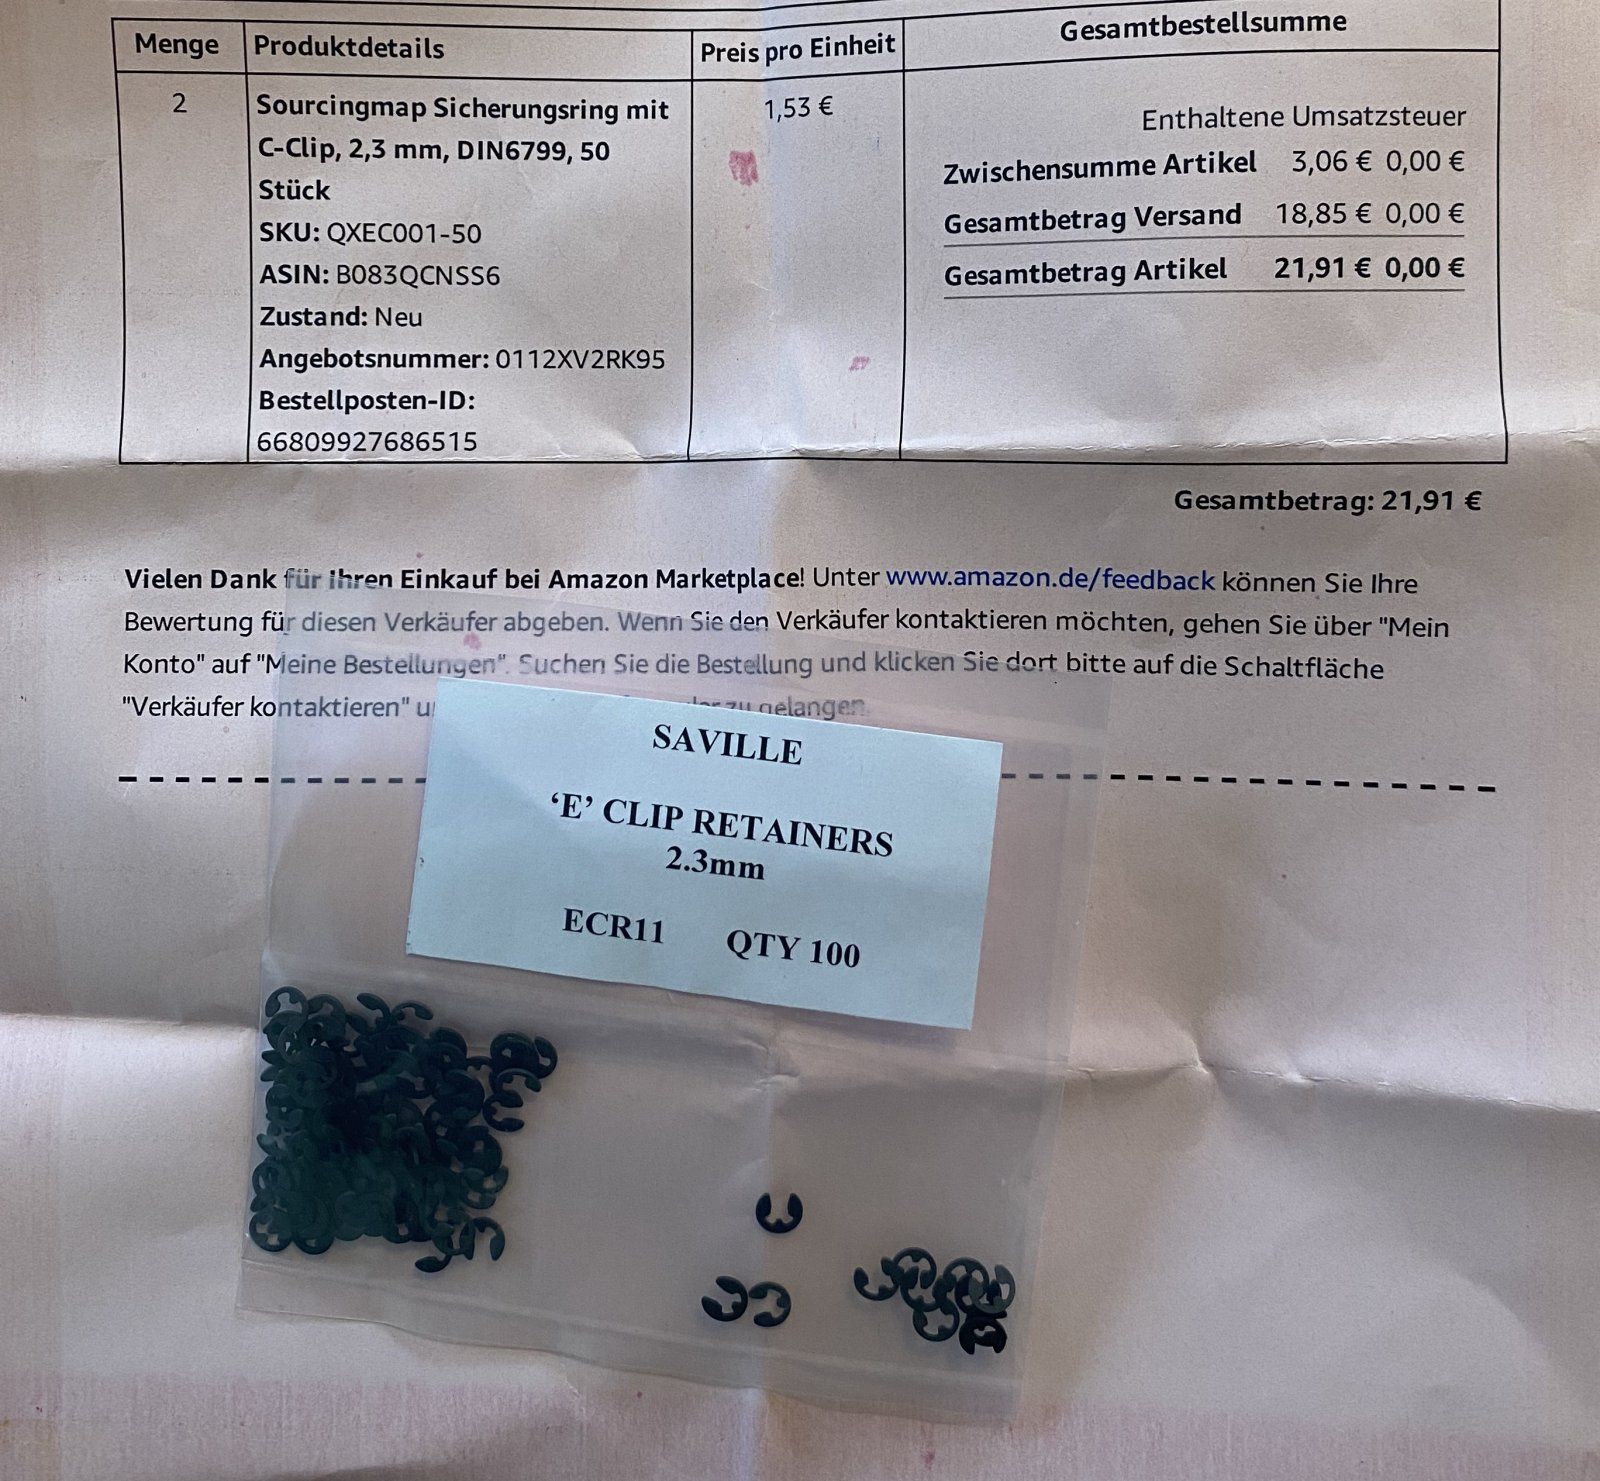 Menge Produktdetails Preis pro Einheit Gesamtbestellsumme
2 Sourcingmap Sicherungsring mit 1,53 €
C-Clip, 2,3 mm, DIN6799, 50
Stück
SKU: QXEC001-50
ASIN: B083QCNSS6
Zustand: Neu
Angebotsnummer: 0112XV2RK95
Bestellposten-ID:
66809927686515
Enthaltene Umsatzsteuer
Zwischensumme Artikel 3,06 € 0,00 €
Gesamtbetrag Versand 18,85 € 0,00 €
Gesamtbetrag Artikel 21,91 € 0,00 €
Gesamtbetrag: 21,91 €
Vielen Dank für Ihren Einkauf bei Amazon Marketplace! Unter www.amazon.de/feedback können Sie Ihre
Bewertung für diesen Verkäufer abgeben. Wenn Sie den Verkäufer kontaktieren möchten, gehen Sie über "Mein
Konto" auf "Meine Bestellungen". Suchen Sie die Bestellung und klicken Sie dort bitte auf die Schaltfläche
"Verkäufer kontaktieren" zu gelangen.
SAVILLE
‘E’ CLIP RETAINERS
2.3mm
ECR11 QTY 100